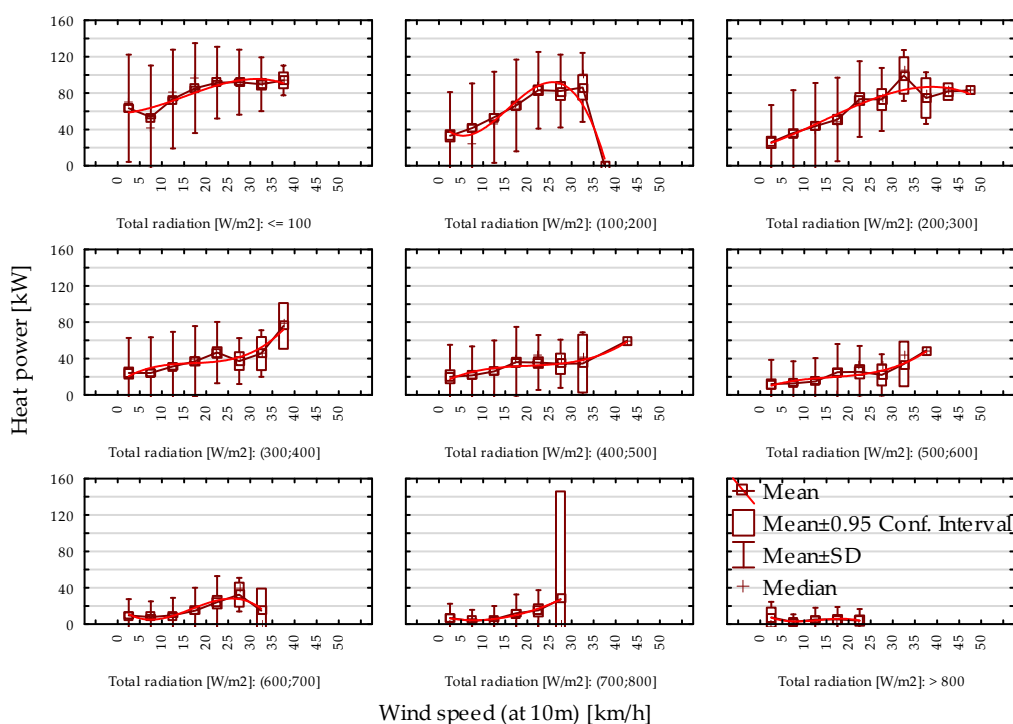 160
120
80
40
0
0 5 10 15 20 25 30 35 40 45 50
0 5 10 15 20 25 30 35 40 45 50
0 5 10 15 20 25 30 35 40 45 50
Total radiation [W/m2]: <= 100
Total radiation [W/m2]: (100;200]
Total radiation [W/m2]: (200;300]
Heat power [kW]
160
120
80
40
0
0 5 10 15 20 25 30 35 40 45 50
0 5 10 15 20 25 30 35 40 45 50
0 5 10 15 20 25 30 35 40 45 50
Total radiation [W/m2]: (300;400]
Total radiation [W/m2]: (400;500]
Total radiation [W/m2]: (500;600]
160
120
80
40
0
Mean
Mean±0.95 Conf. Interval
Mean±SD
Median
0 5 10 15 20 25 30 35 40 45 50
0 5 10 15 20 25 30 35 40 45 50
0 5 10 15 20 25 30 35 40 45 50
Total radiation [W/m2]: (600;700]
Total radiation [W/m2]: (700;800]
Total radiation [W/m2]: > 800
Wind speed (at 10m) [km/h]